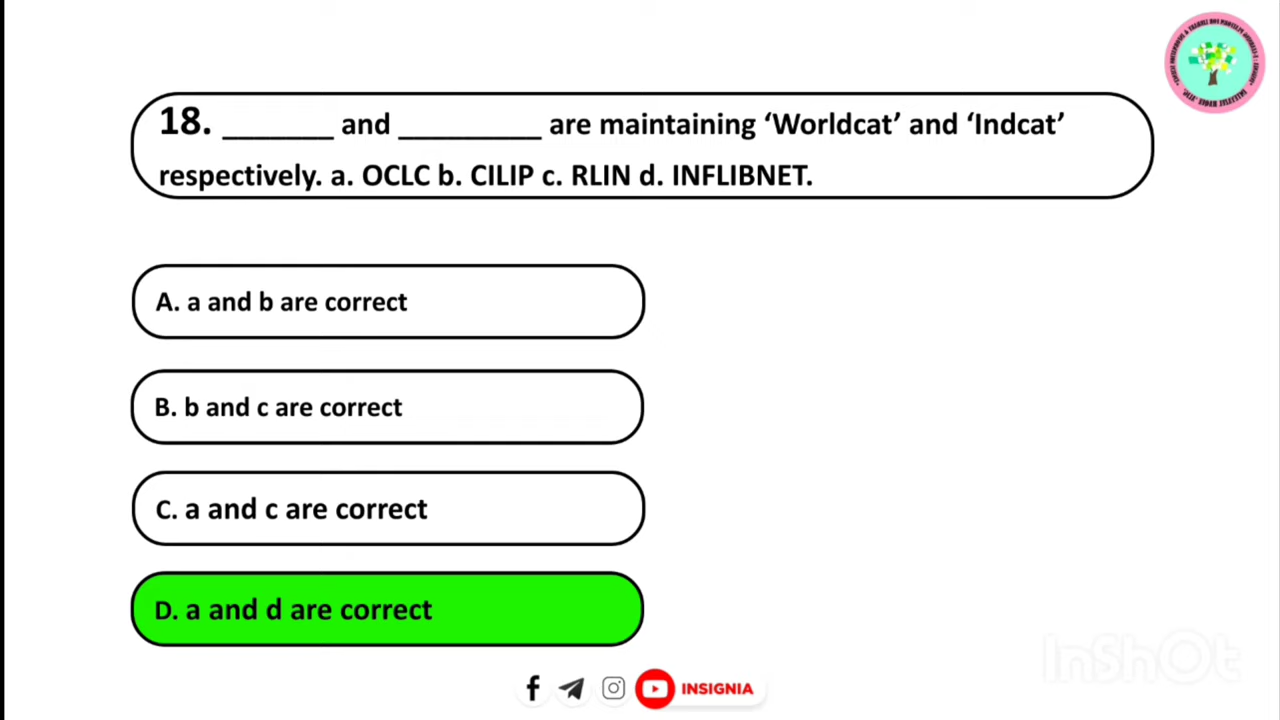 18. _______ and _________ are maintaining ‘Worldcat’ and ‘Indcat’
respectively. a. OCLC b. CILIP c. RLIN d. INFLIBNET.
A. a and b are correct
B. b and c are correct
C. a and c are correct
D. a and d are correct
InShOt
INSIGNIA